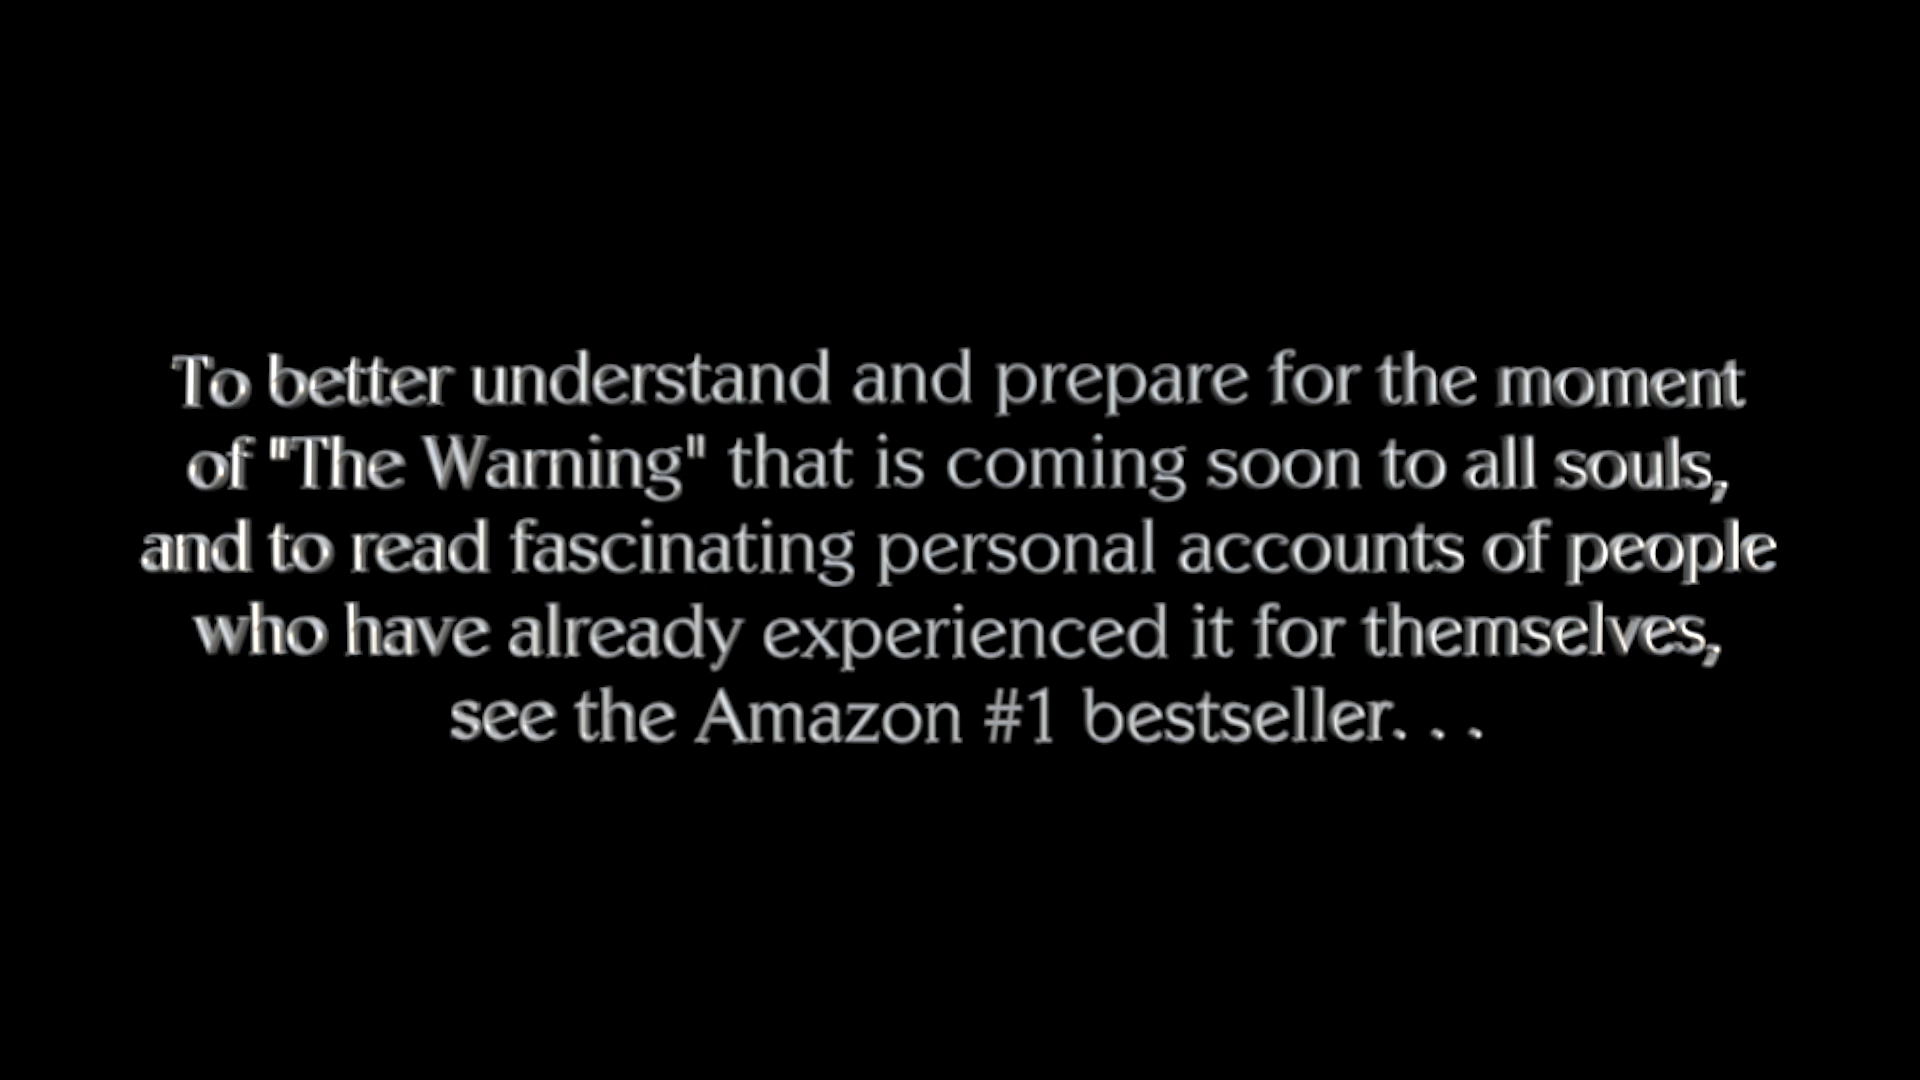 To better understand and prepare for the moment
of "The Warning" that is coming soon to all souls,
and to read fascinating personal accounts of people
who have already experienced it for themselves,
see the Amazon #1 bestseller. . .